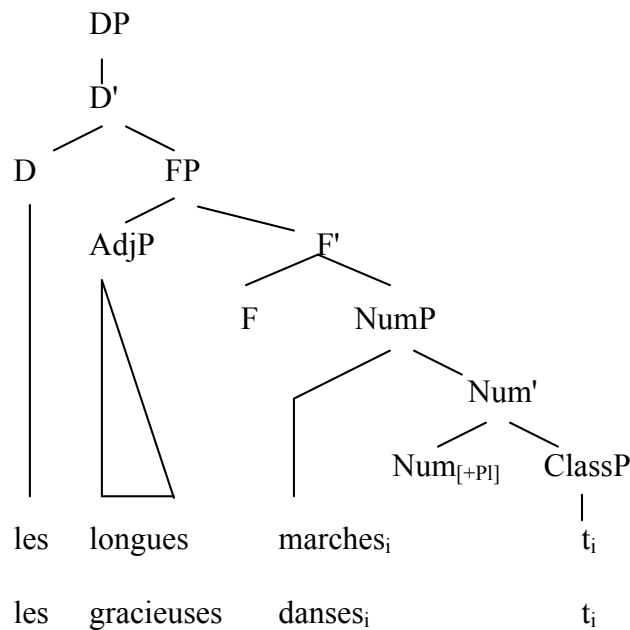 DP
D'
D FP
AdjP F'
F NumP
Num'
Num[+Pl] ClassP
les longues marchesi ti
les gracieuses dansesi ti